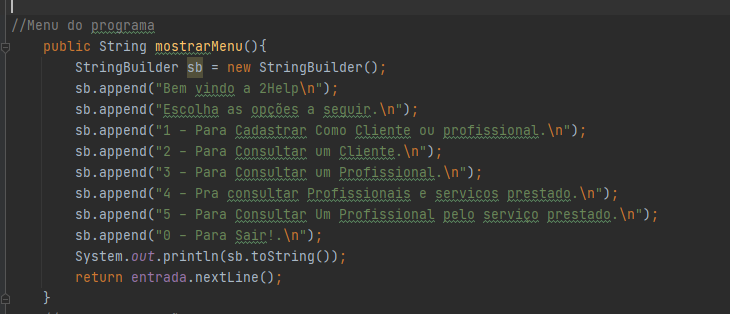 //Menu do programa
public String mostrarMenu(){
StringBuilder sb = new StringBuilder();
sb.append("Bem vindo a 2Help\n");
sb.append("Escolha as opções a seguir.\n");
sb.append("1 - Para Cadastrar Como Cliente ou profissional.\n");
sb.append("2 - Para Consultar um Cliente.\n");
sb.append("3 - Para Consultar um Profissional.\n");
sb.append("4 - Pra consultar Profissionais e servicos prestado.\n");
sb.append("5 - Para Consultar Um Profissional pelo serviço prestado.\n");
sb.append("0 - Para Sair!.\n");
System.out.println(sb.toString());
return entrada.nextLine();
}